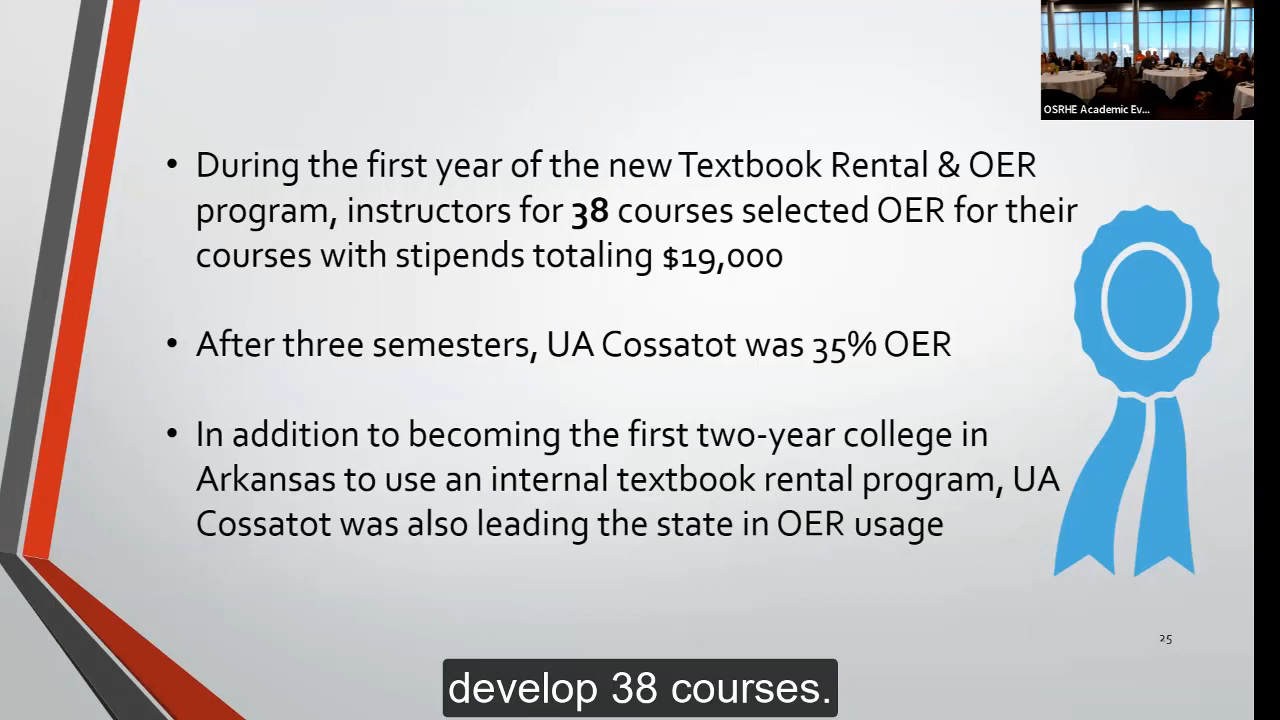 OSRHE Academic Ev...
• During the first year of the new Textbook Rental & OER
program, instructors for 38 courses selected OER for their
courses with stipends totaling $19,000
• After three semesters, UA Cossatot was 35% OER
• In addition to becoming the first two-year college in
Arkansas to use an internal textbook rental program, UA
Cossatot was also leading the state in OER usage
25
develop 38 courses.